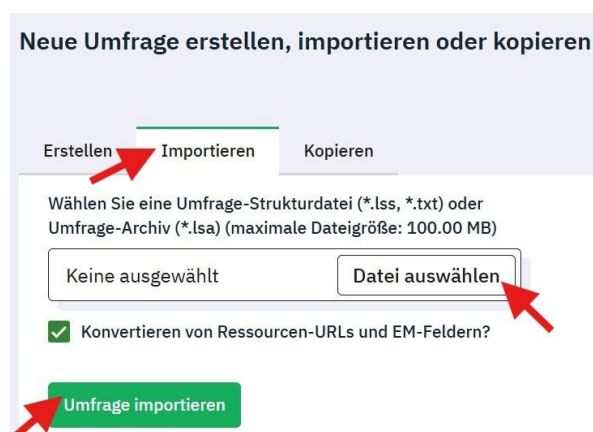 Neue Umfrage erstellen, importieren oder kopieren
Erstellen Importieren Kopieren
Wählen Sie eine Umfrage-Strukturdatei (*.lss, *.txt) oder
Umfrage-Archiv (*.lsa) (maximale Dateigröße: 100.00 MB)
Keine ausgewählt Datei auswählen
Konvertieren von Ressourcen-URLs und EM-Feldern?
Umfrage importieren